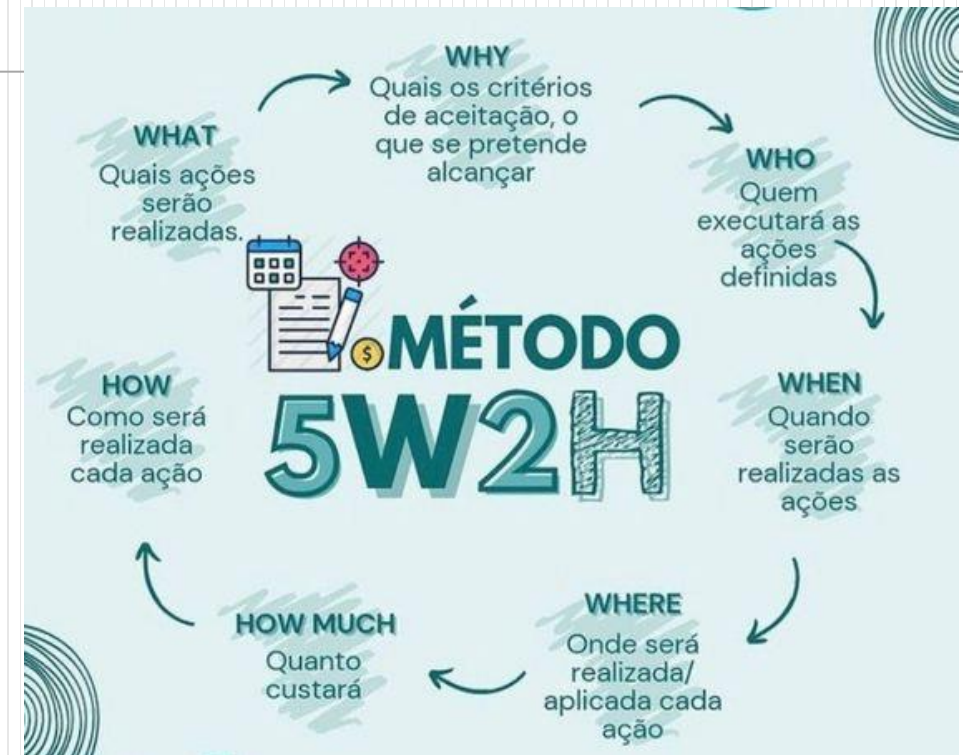 WHAT
Quais ações
serão
realizadas.
WHY
Quais os critérios
de aceitação, o
que se pretende
alcançar
WHO
Quem
executará as
ações
definidas
WHEN
Quando
serão
realizadas as
ações
WHERE
Onde será
realizada/
aplicada cada
ação
HOW MUCH
Quanto
custará
HOW
Como será
realizada
cada ação
$
MÉTODO
5W2H